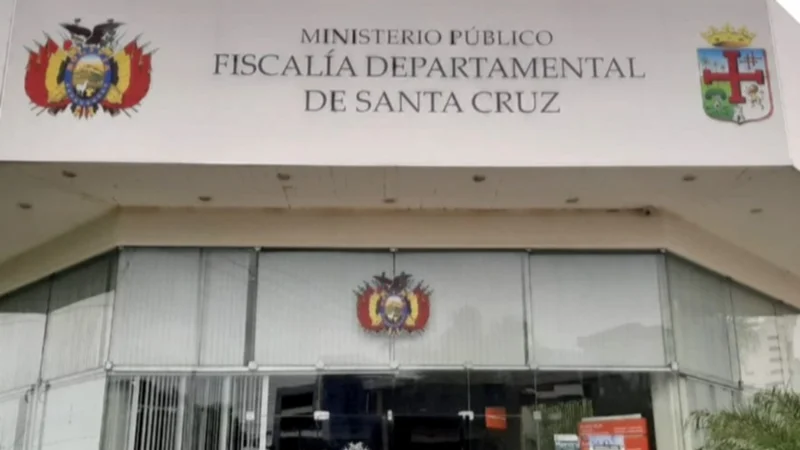 MINISTERIO PÚBLICO
FISCALÍA DEPARTAMENTAL
DE SANTA CRUZ